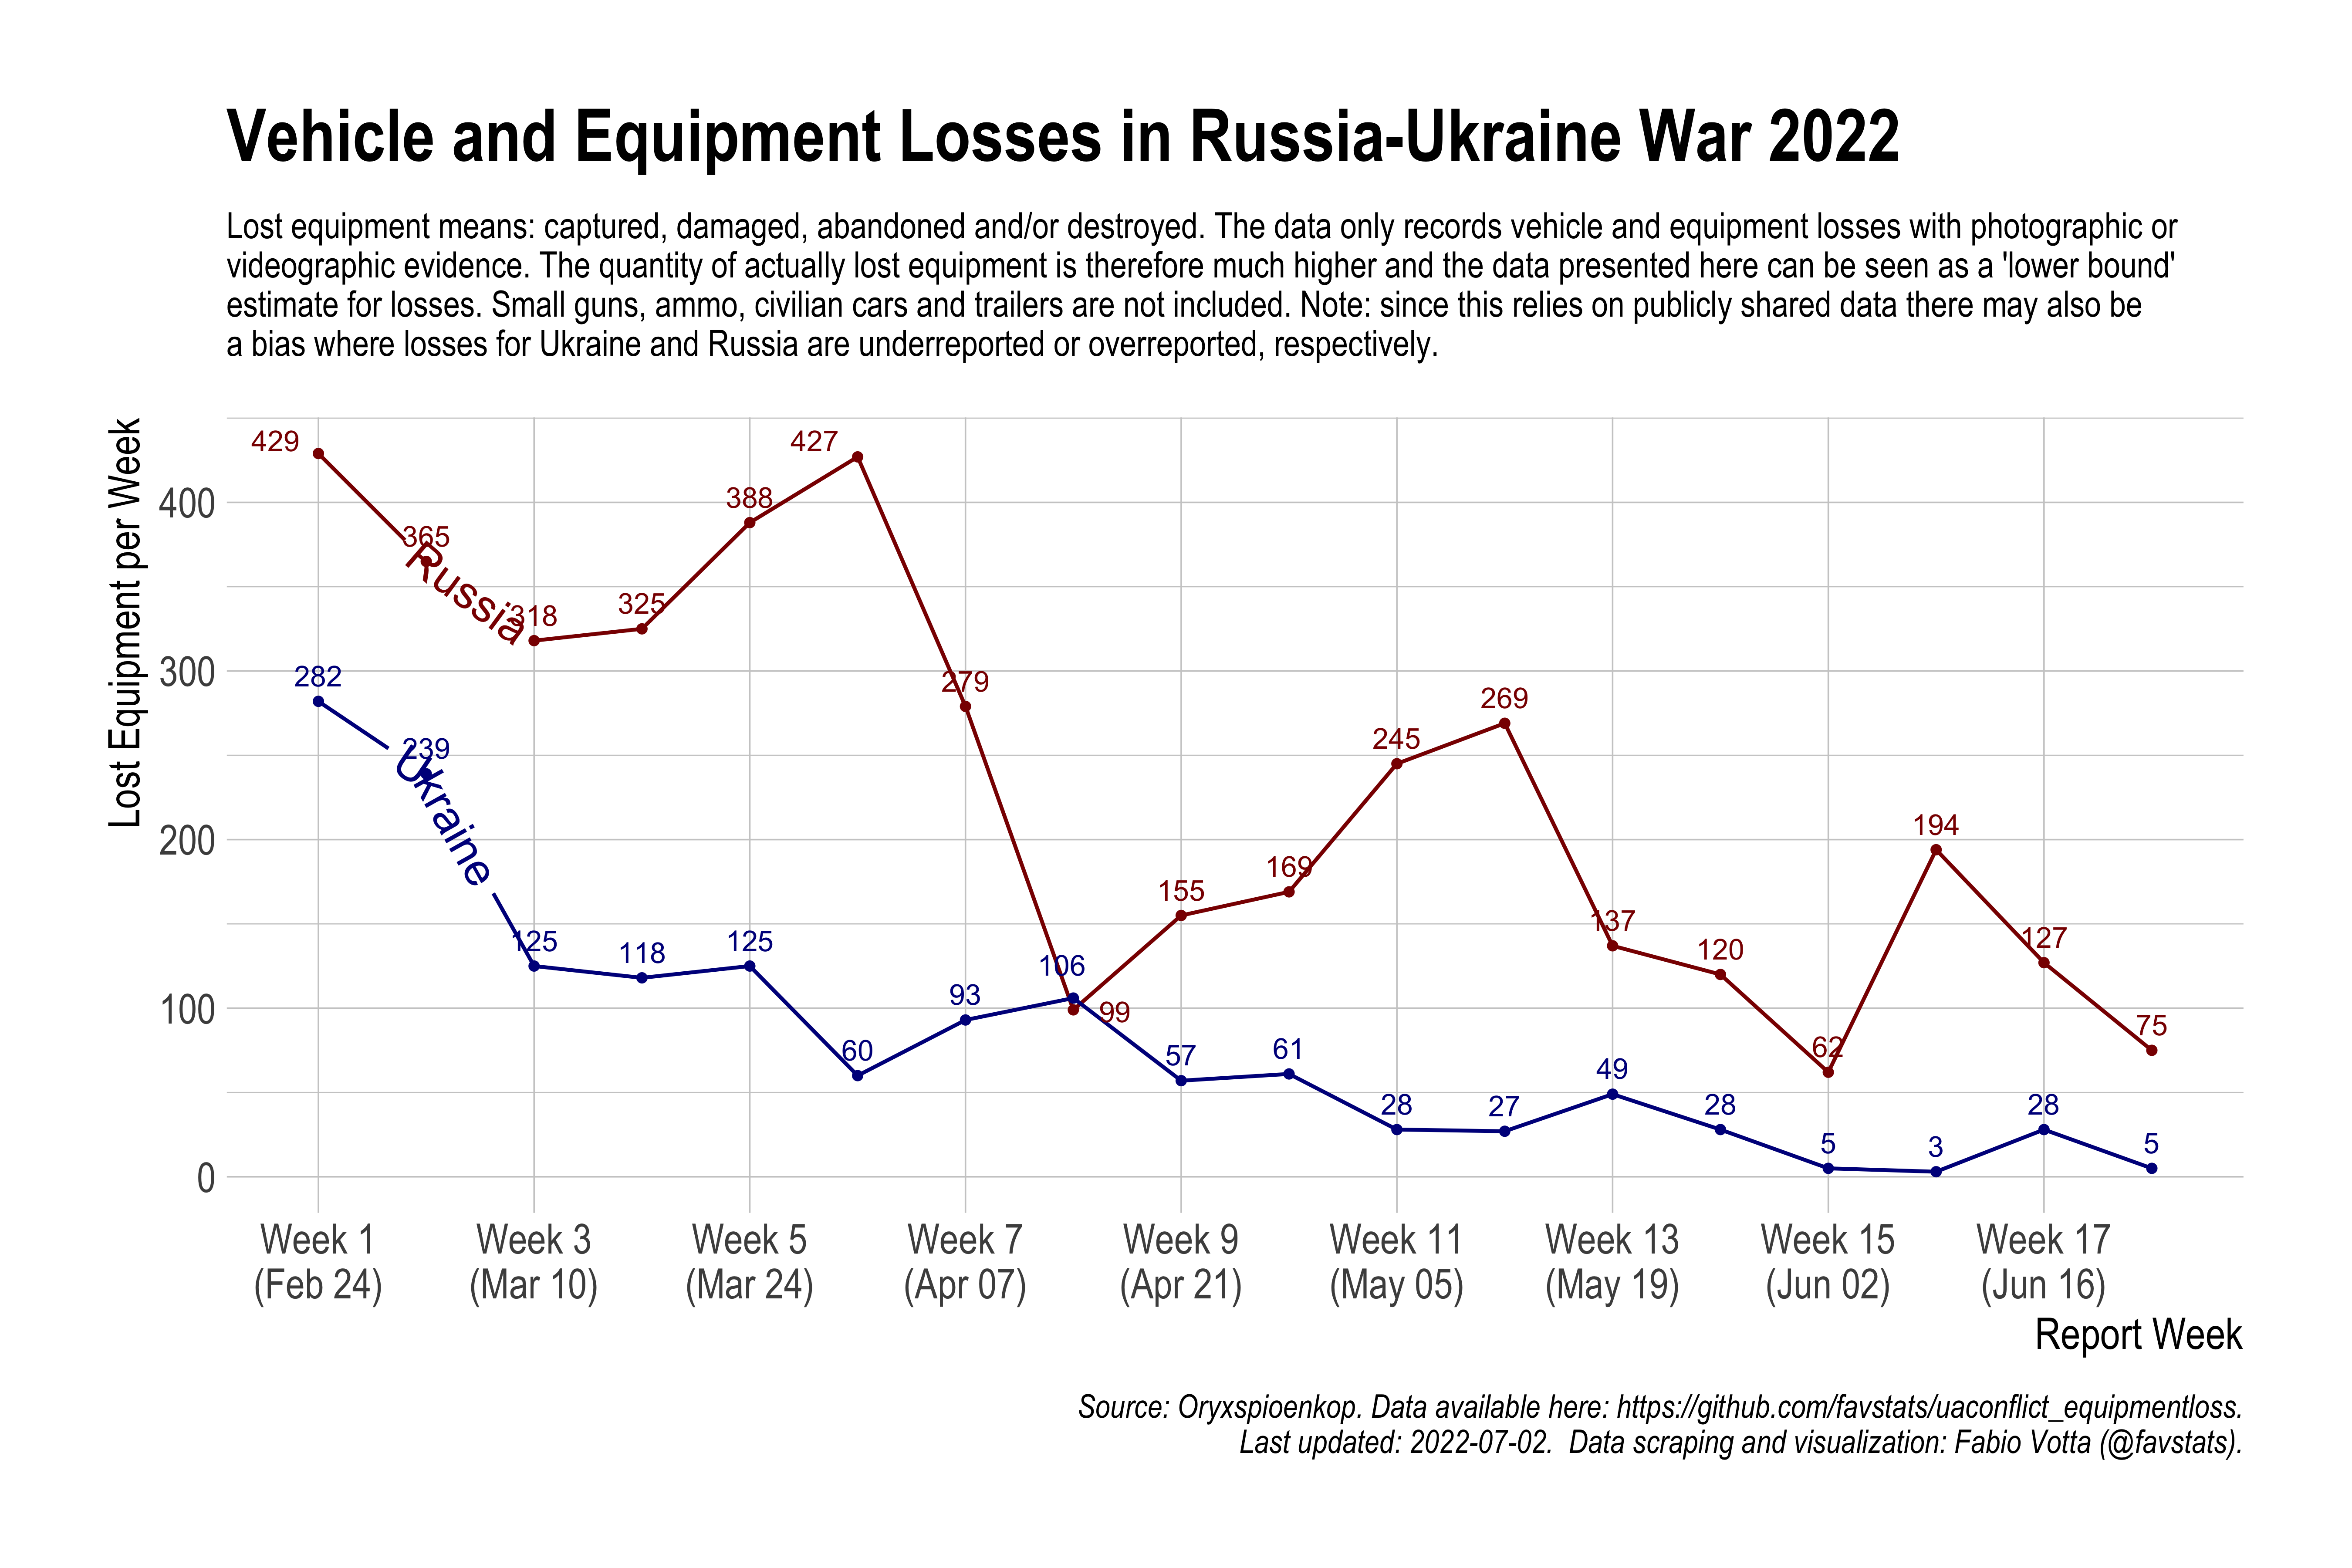 Vehicle and Equipment Losses in Russia-Ukraine War 2022
Lost equipment means: captured, damaged, abandoned and/or destroyed. The data only records vehicle and equipment losses with photographic or
videographic evidence. The quantity of actually lost equipment is therefore much higher and the data presented here can be seen as a 'lower bound'
estimate for losses. Small guns, ammo, civilian cars and trailers are not included. Note: since this relies on publicly shared data there may also be
a bias where losses for Ukraine and Russia are underreported or overreported, respectively.
Lost Equipment per Week
400
300
200
100
0
Russia
429
365
318
325
388
427
279
99
155
169
245
269
137
120
62
194
127
75
Ukraine
282
239
125
118
125
60
93
106
57
61
28
27
49
28
5
3
28
5
Week 1
(Feb 24)
Week 3
(Mar 10)
Week 5
(Mar 24)
Week 7
(Apr 07)
Week 9
(Apr 21)
Week 11
(May 05)
Week 13
(May 19)
Week 15
(Jun 02)
Week 17
(Jun 16)
Report Week
Source: Oryxspioenkop. Data available here: https://github.com/favstats/uaconflict_equipmentloss.
Last updated: 2022-07-02.  Data scraping and visualization: Fabio Votta (@favstats).